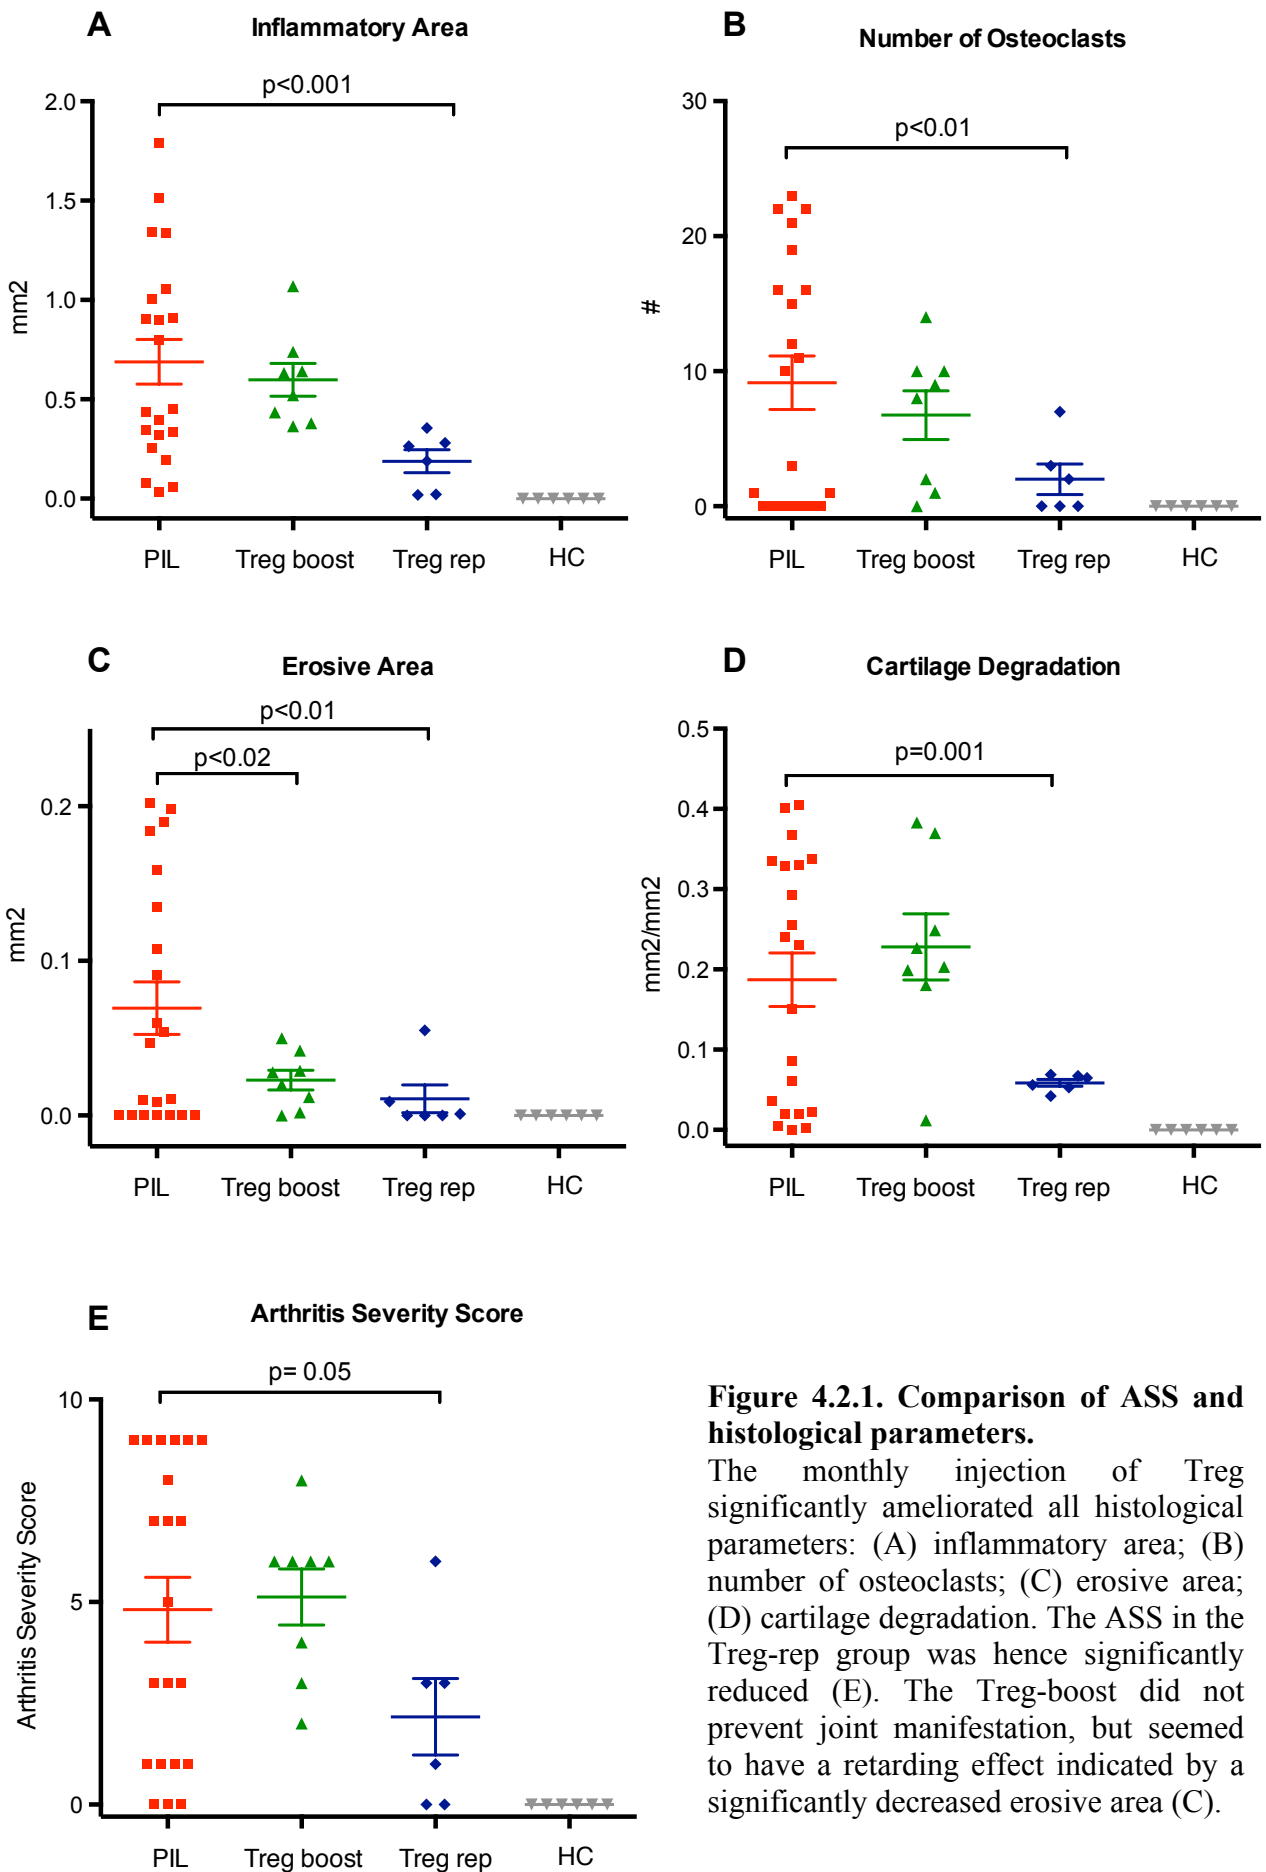 A
Inflammatory Area
p<0.001
2.0
1.5
1.0
0.5
0.0
mm2
PIL
Treg boost
Treg rep
HC
B
Number of Osteoclasts
p<0.01
30
20
10
0
#
PIL
Treg boost
Treg rep
HC
C
Erosive Area
p<0.01
p<0.02
0.2
0.1
0.0
mm2
PIL
Treg boost
Treg rep
HC
D
Cartilage Degradation
p=0.001
0.5
0.4
0.3
0.2
0.1
0.0
mm2/mm2
PIL
Treg boost
Treg rep
HC
E
Arthritis Severity Score
p= 0.05
10
5
0
Arthritis Severity Score
PIL
Treg boost
Treg rep
HC
Figure 4.2.1. Comparison of ASS and
histological parameters.
The monthly injection of Treg
significantly ameliorated all histological
parameters: (A) inflammatory area; (B)
number of osteoclasts; (C) erosive area;
(D) cartilage degradation. The ASS in the
Treg-rep group was hence significantly
reduced (E). The Treg-boost did not
prevent joint manifestation, but seemed
to have a retarding effect indicated by a
significantly decreased erosive area (C).